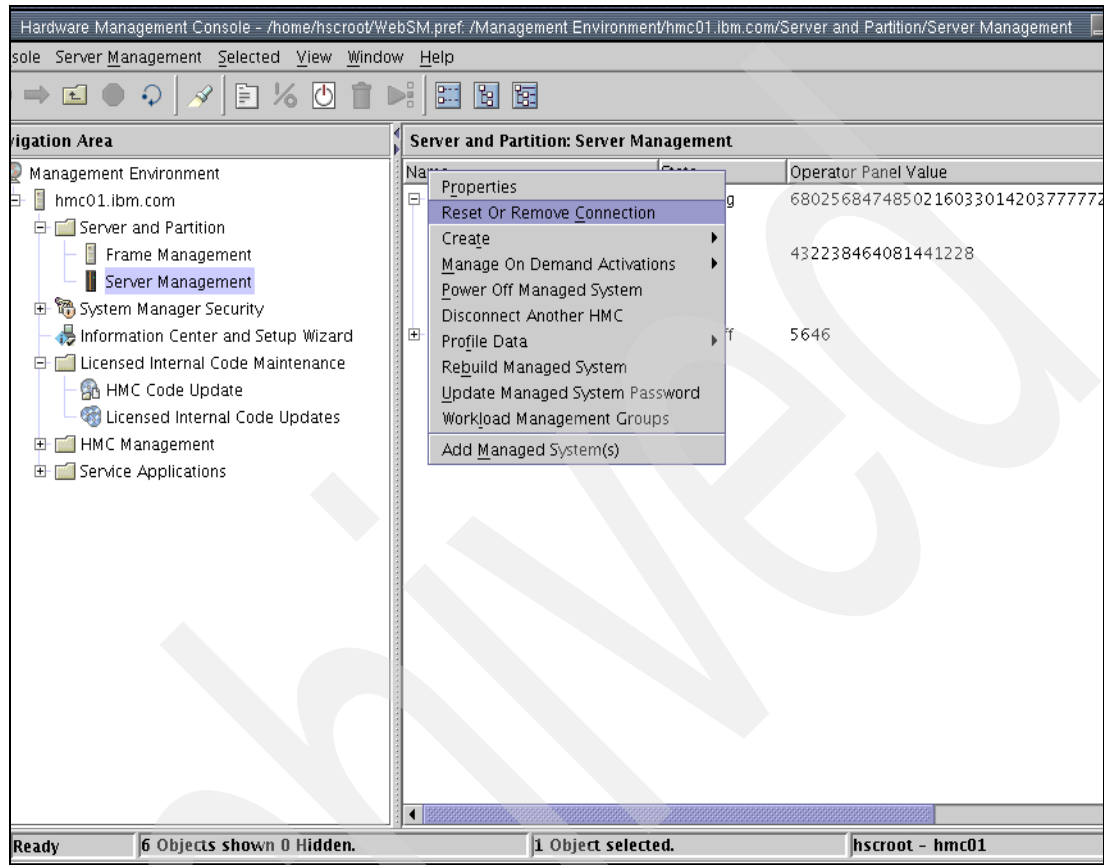 Hardware Management Console - /home/hscroot/WebSM.pref: /Management Environment/hmc01.ibm.com/Server and Partition/Server Management
sole Server Management Selected View Window Help
vigation Area
Management Environment
hmc01.ibm.com
Server and Partition
Frame Management
Server Management
System Manager Security
Information Center and Setup Wizard
Licensed Internal Code Maintenance
HMC Code Update
Licensed Internal Code Updates
HMC Management
Service Applications
Server and Partition: Server Management
Operator Panel Value
68025684748502160330142037777772
432238464081441228
5646
Properties
Reset Or Remove Connection
Create
Manage On Demand Activations
Power Off Managed System
Disconnect Another HMC
Profile Data
Rebuild Managed System
Update Managed System Password
Workload Management Groups
Add Managed System(s)
Ready 6 Objects shown 0 Hidden. 1 Object selected. hscroot - hmc01
hived